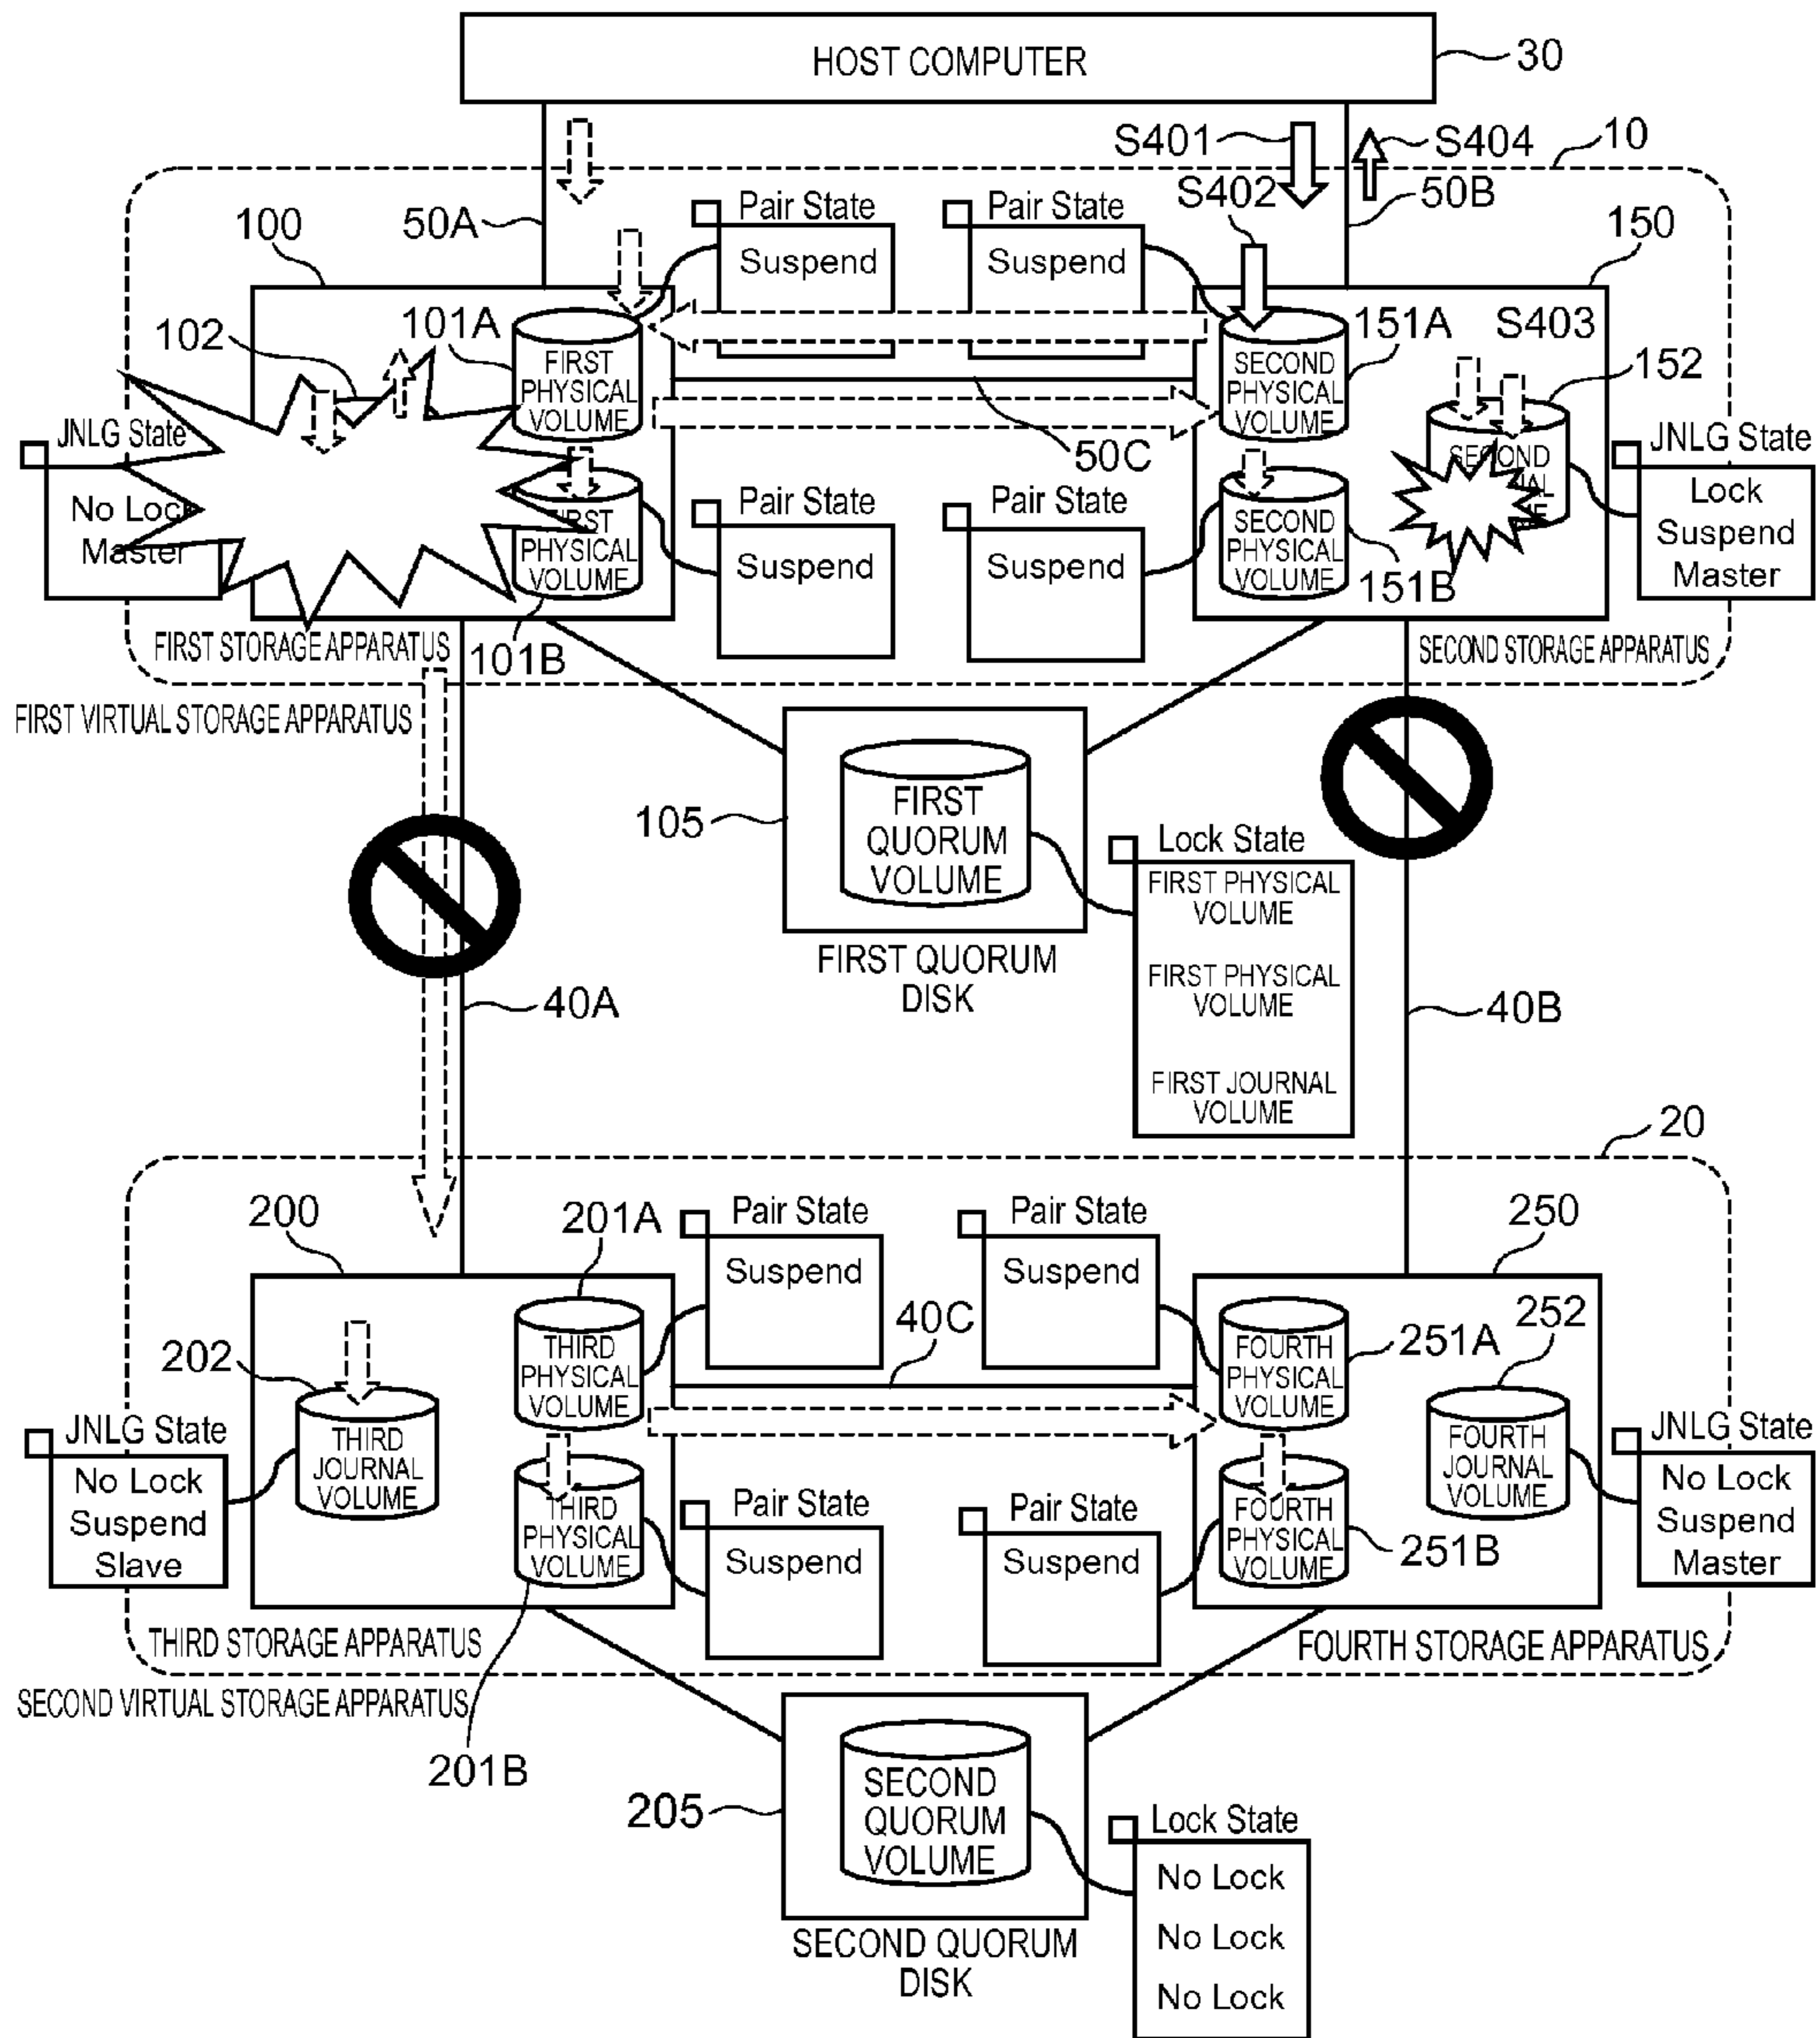 HOST COMPUTER
30
S401
S404
10
S402
50A
50B
Pair State
Suspend
Pair State
Suspend
100
150
102
101A
FIRST
PHYSICAL
VOLUME
SECOND
PHYSICAL
VOLUME
151A
S403
152
JNLG State
No Lock
Master
50C
SECOND
JNLG State
Lock
Suspend
Master
FIRST
PHYSICAL
VOLUME
Pair State
Suspend
Pair State
Suspend
SECOND
PHYSICAL
VOLUME
151B
FIRST STORAGE APPARATUS
101B
SECOND STORAGE APPARATUS
FIRST VIRTUAL STORAGE APPARATUS
105
FIRST
QUORUM
VOLUME
FIRST QUORUM
DISK
Lock State
FIRST PHYSICAL
VOLUME
FIRST PHYSICAL
VOLUME
FIRST JOURNAL
VOLUME
40A
40B
20
200
201A
Pair State
Suspend
Pair State
Suspend
250
202
THIRD
PHYSICAL
VOLUME
40C
FOURTH
PHYSICAL
VOLUME
251A
252
JNLG State
No Lock
Suspend
Slave
THIRD
JOURNAL
VOLUME
FOURTH
JOURNAL
VOLUME
JNLG State
No Lock
Suspend
Master
THIRD
PHYSICAL
VOLUME
Pair State
Suspend
Pair State
Suspend
FOURTH
PHYSICAL
VOLUME
251B
THIRD STORAGE APPARATUS
FOURTH STORAGE APPARATUS
SECOND VIRTUAL STORAGE APPARATUS
201B
205
SECOND
QUORUM
VOLUME
SECOND QUORUM
DISK
Lock State
No Lock
No Lock
No Lock